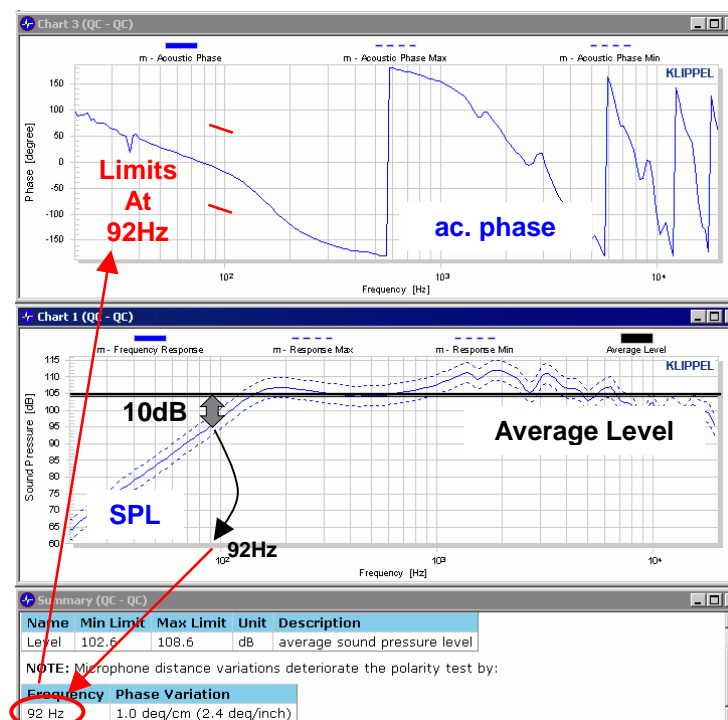 Chart 3 (QC - QC)
m - Acoustic Phase
m - Acoustic Phase Max
m - Acoustic Phase Min
KLIPPEL
150
100
50
0
-50
-100
-150
Phase [degree]
Limits
At
92Hz
ac. phase
10²
10³
10⁴
Frequency [Hz]
Chart 1 (QC - QC)
m - Frequency Response
m - Response Max
m - Response Min
Average Level
KLIPPEL
115
110
105
100
95
90
85
80
75
70
65
60
Sound Pressure [dB]
10dB
Average Level
SPL
92Hz
10²
10³
10⁴
Frequency [Hz]
Summary (QC - QC)
Name Min Limit Max Limit Unit Description
Level 102.6 108.6 dB average sound pressure level
NOTE: Microphone distance variations deteriorate the polarity test by:
Frequency Phase Variation
92 Hz 1.0 deg/cm (2.4 deg/inch)